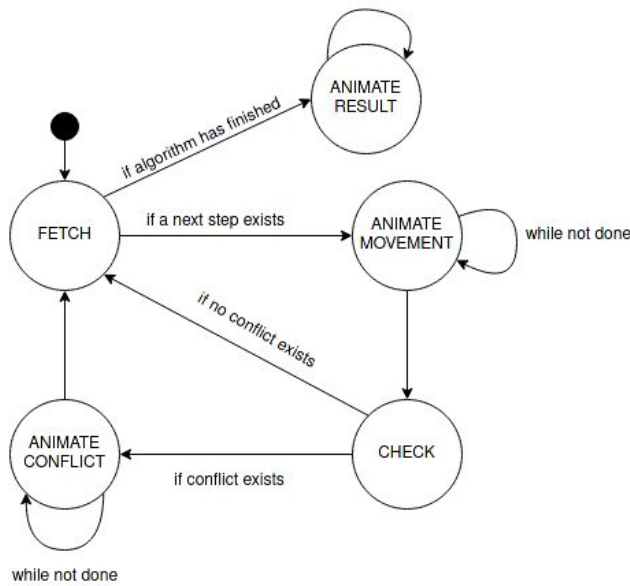 ANIMATE
RESULT
if algorithm has finished
FETCH
if a next step exists
ANIMATE
MOVEMENT
while not done
if no conflict exists
ANIMATE
CONFLICT
CHECK
if conflict exists
while not done